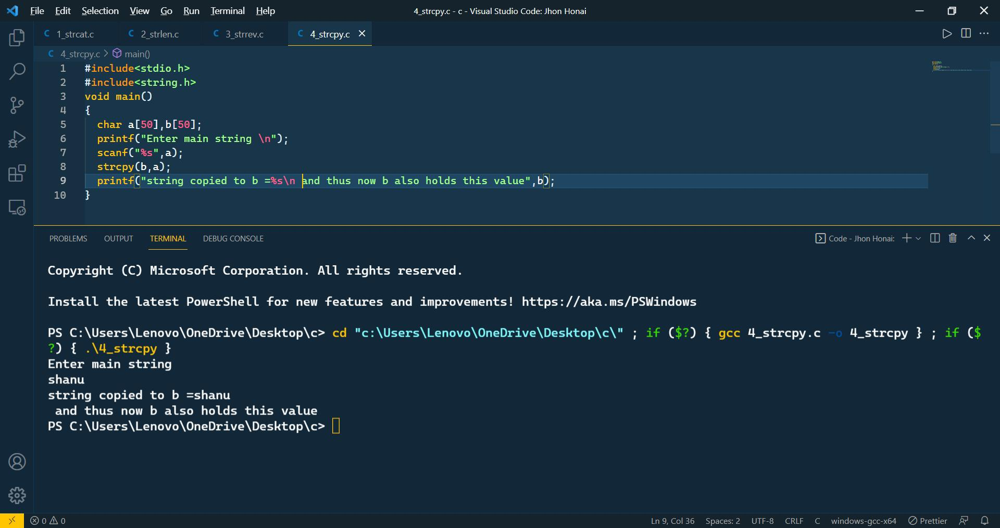 File Edit Selection View Go Run Terminal Help
4_strcpy.c - c - Visual Studio Code: Jhon Honai
C 1_strcat.c C 2_strlen.c C 3_strrev.c C 4_strcpy.c
C 4_strcpy.c > main()
1 #include<stdio.h>
2 #include<string.h>
3 void main()
4 {
5 char a[50],b[50];
6 printf("Enter main string \n");
7 scanf("%s",a);
8 strcpy(b,a);
9 printf("string copied to b =%s\n and thus now b also holds this value",b);
10 }
PROBLEMS OUTPUT TERMINAL DEBUG CONSOLE
Code - Jhon Honai:
Copyright (C) Microsoft Corporation. All rights reserved.
Install the latest PowerShell for new features and improvements! https://aka.ms/PSWindows
PS C:\Users\Lenovo\OneDrive\Desktop\c> cd "c:\Users\Lenovo\OneDrive\Desktop\c\" ; if ($?) { gcc 4_strcpy.c -o 4_strcpy } ; if ($
?) { .\4_strcpy }
Enter main string
shanu
string copied to b =shanu
 and thus now b also holds this value
PS C:\Users\Lenovo\OneDrive\Desktop\c>
0 0 Ln 9, Col 36 Spaces: 2 UTF-8 CRLF C windows-gcc-x64 Prettier